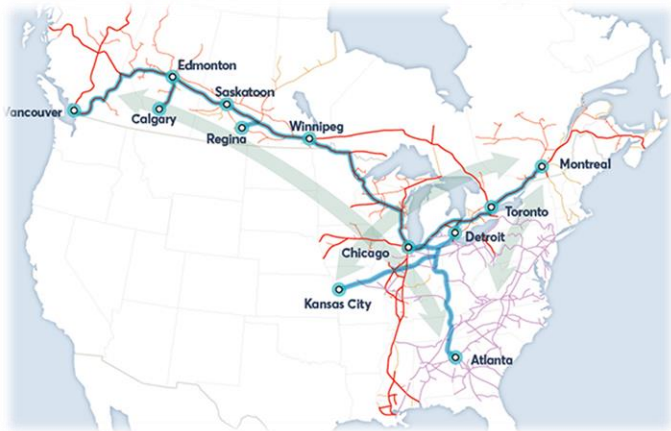 Edmonton
Saskatoon
Vancouver
Calgary
Regina
Winnipeg
Montreal
Toronto
Detroit
Chicago
Kansas City
Atlanta